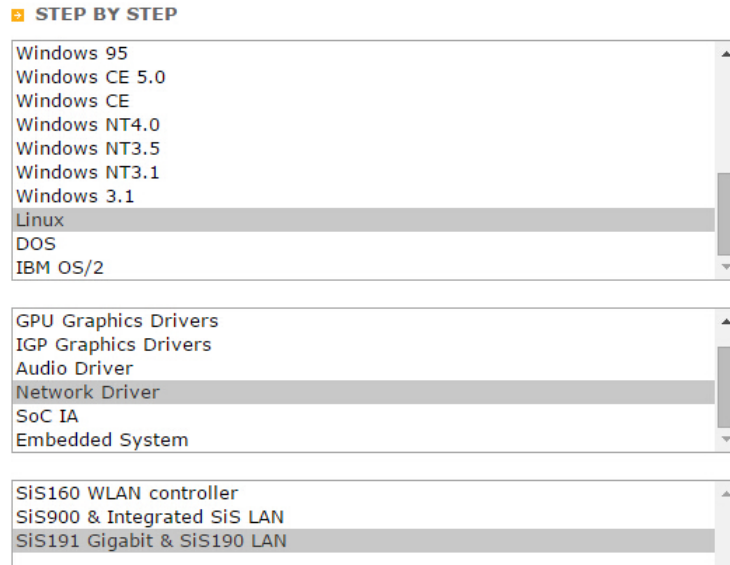 STEP BY STEP
Windows 95
Windows CE 5.0
Windows CE
Windows NT4.0
Windows NT3.5
Windows NT3.1
Windows 3.1
Linux
DOS
IBM OS/2
GPU Graphics Drivers
IGP Graphics Drivers
Audio Driver
Network Driver
SoC IA
Embedded System
SiS160 WLAN controller
SiS900 & Integrated SiS LAN
SiS191 Gigabit & SiS190 LAN